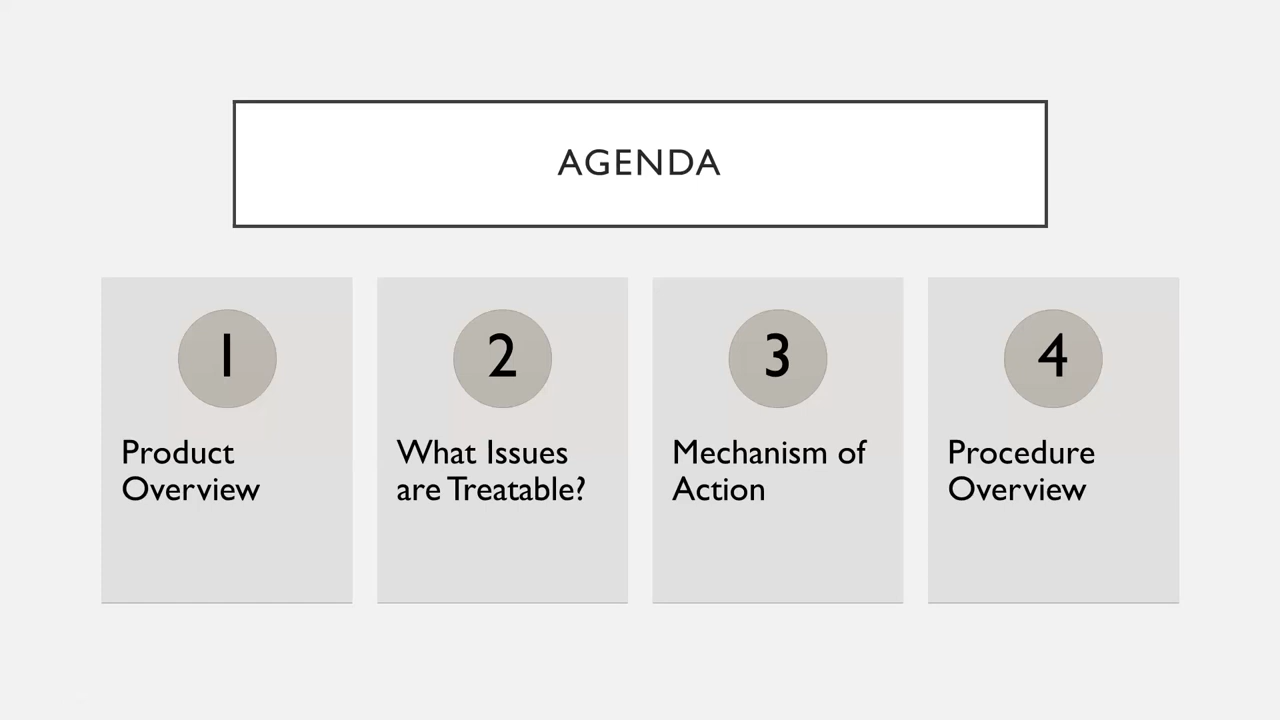 AGENDA
1
Product
Overview
2
What Issues
are Treatable?
3
Mechanism of
Action
4
Procedure
Overview